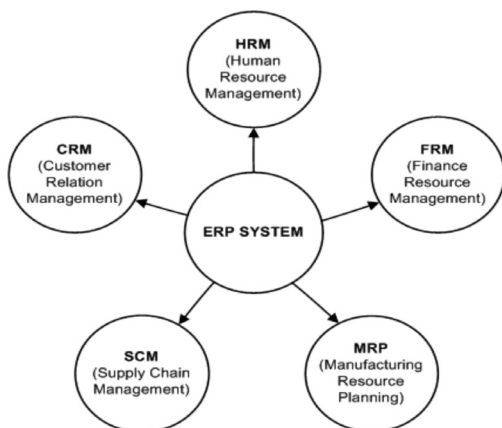 HRM
(Human
Resource
Management)
CRM
(Customer
Relation
Management)
FRM
(Finance
Resource
Management)
ERP SYSTEM
SCM
(Supply Chain
Management)
MRP
(Manufacturing
Resource
Planning)